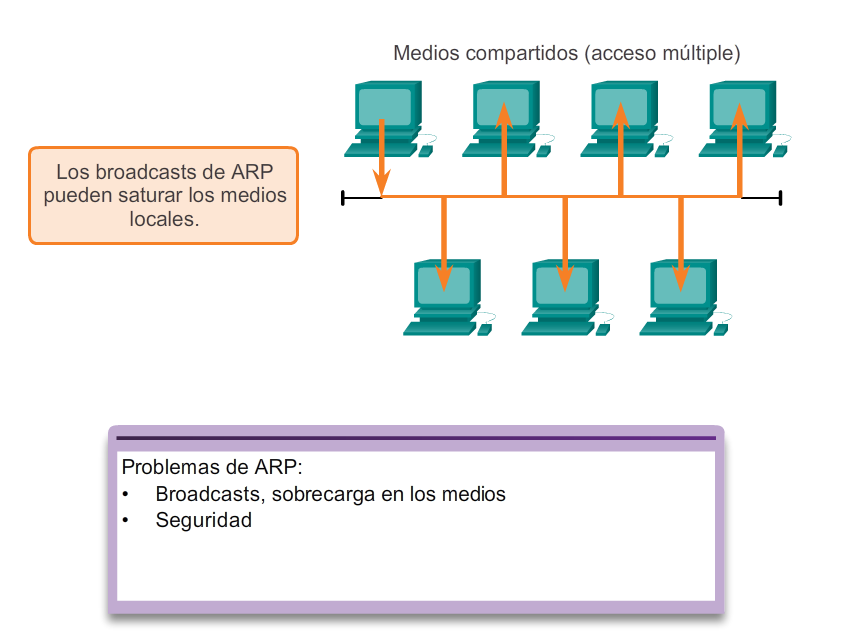 Medios compartidos (acceso múltiple)
Los broadcasts de ARP
pueden saturar los medios
locales.
Problemas de ARP:
• Broadcasts, sobrecarga en los medios
• Seguridad